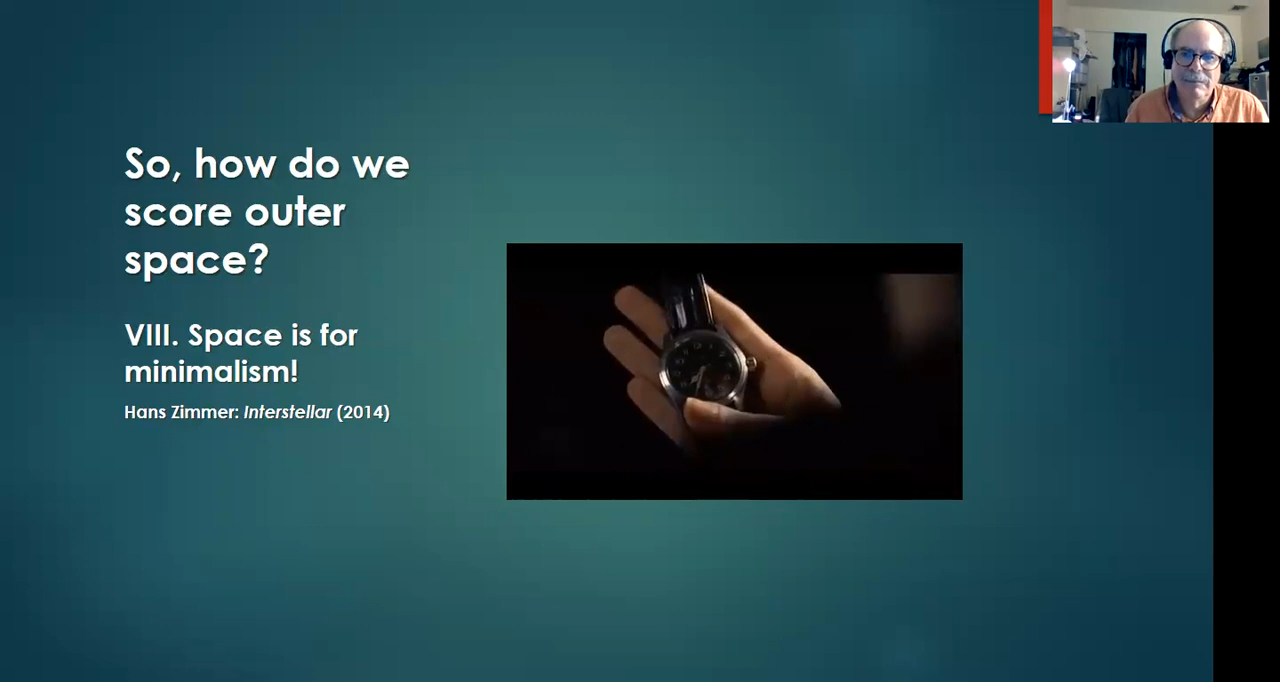 So, how do we
score outer
space?
VIII. Space is for
minimalism!
Hans Zimmer: Interstellar (2014)